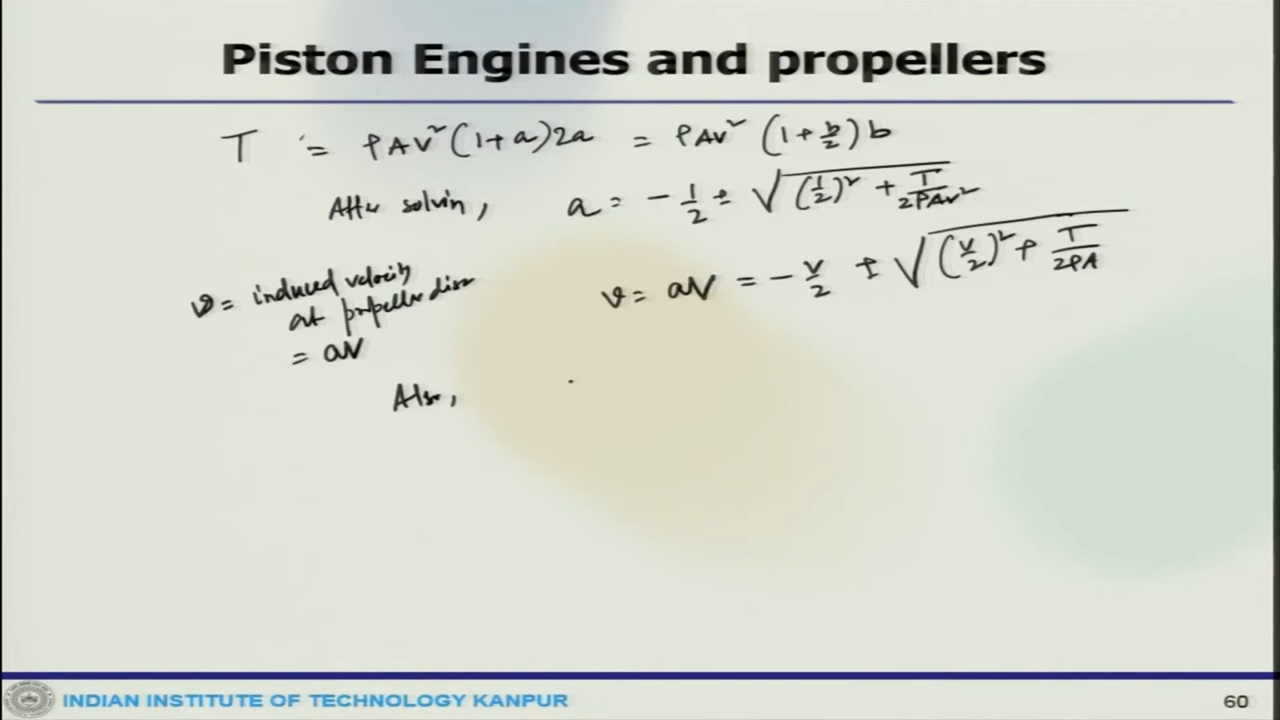 Piston Engines and propellers
T = ρAV²(1+a)2a = ρAV²(1+b/2)b
After solvin, a = -1/2 ± √((1/2)² + T/2ρAV²)
v = induced velocity
at propeller disc
= aV
v = aV = -V/2 ± √((V/2)² + T/2ρA)
Also,
INDIAN INSTITUTE OF TECHNOLOGY KANPUR
60